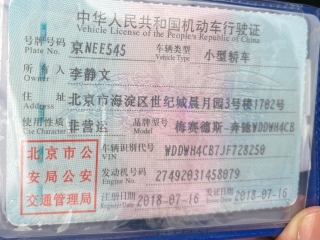 中华人民共和国机动车行驶证
Vehicle License of the People's Republic of China
号牌号码 京NEE545 车辆类型 小型轿车
Plate No. Vehicle Type
所有人 李静文
Owner
住址 北京市海淀区世纪城晨月园3号楼1702号
Address
使用性质 非营运 品牌型号 梅赛德斯-奔驰WDDWH4CB
Use Character Model
北京市公安局公安交通管理局
车辆识别代号 WDDWH4CB7JF728250
VIN
发动机号码 27492031458079
Engine No.
注册日期 2018-07-16 发证日期 2018-07-16
Register Date Issue Date